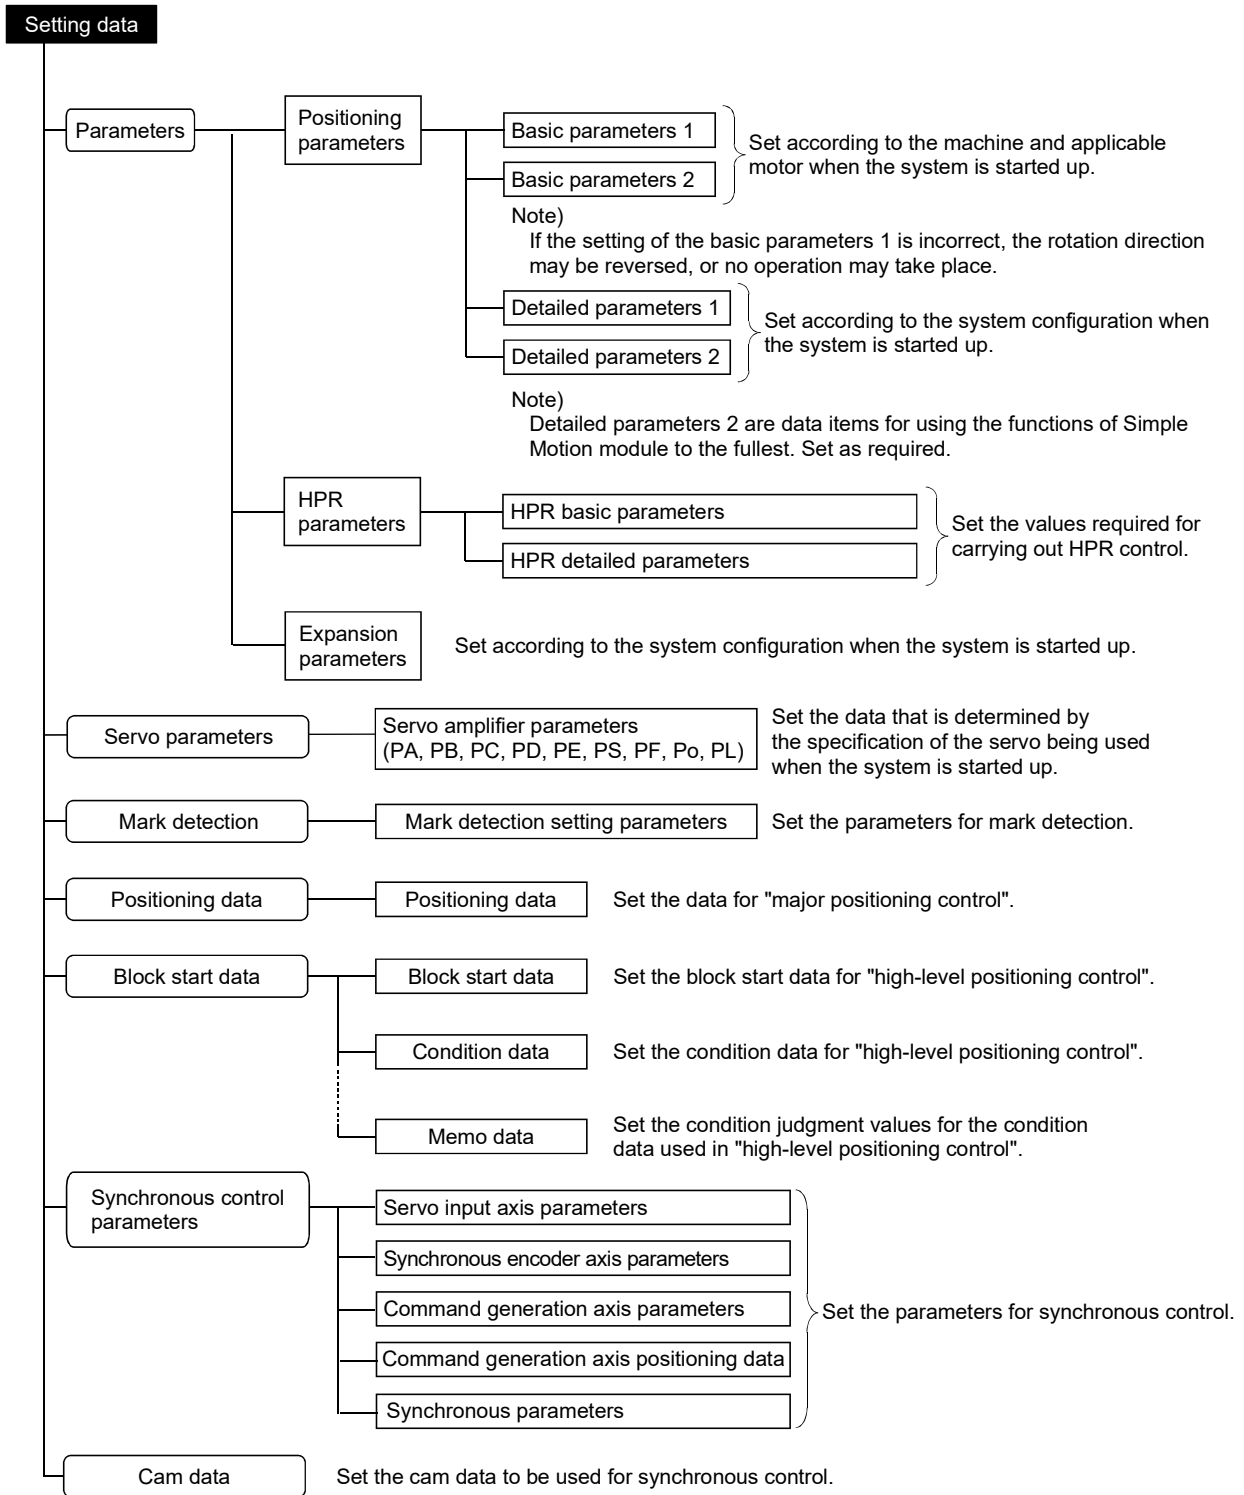 Setting data
Parameters
Positioning
parameters
Basic parameters 1
Basic parameters 2
Set according to the machine and applicable
motor when the system is started up.
Note)
If the setting of the basic parameters 1 is incorrect, the rotation direction
may be reversed, or no operation may take place.
Detailed parameters 1
Detailed parameters 2
Set according to the system configuration when
the system is started up.
Note)
Detailed parameters 2 are data items for using the functions of Simple
Motion module to the fullest. Set as required.
HPR
parameters
HPR basic parameters
HPR detailed parameters
Set the values required for
carrying out HPR control.
Expansion
parameters
Set according to the system configuration when the system is started up.
Servo parameters
Servo amplifier parameters
(PA, PB, PC, PD, PE, PS, PF, Po, PL)
Set the data that is determined by
the specification of the servo being used
when the system is started up.
Mark detection
Mark detection setting parameters
Set the parameters for mark detection.
Positioning data
Positioning data
Set the data for "major positioning control".
Block start data
Block start data
Set the block start data for "high-level positioning control".
Condition data
Set the condition data for "high-level positioning control".
Memo data
Set the condition judgment values for the condition
data used in "high-level positioning control".
Synchronous control
parameters
Servo input axis parameters
Synchronous encoder axis parameters
Command generation axis parameters
Command generation axis positioning data
Synchronous parameters
Set the parameters for synchronous control.
Cam data
Set the cam data to be used for synchronous control.